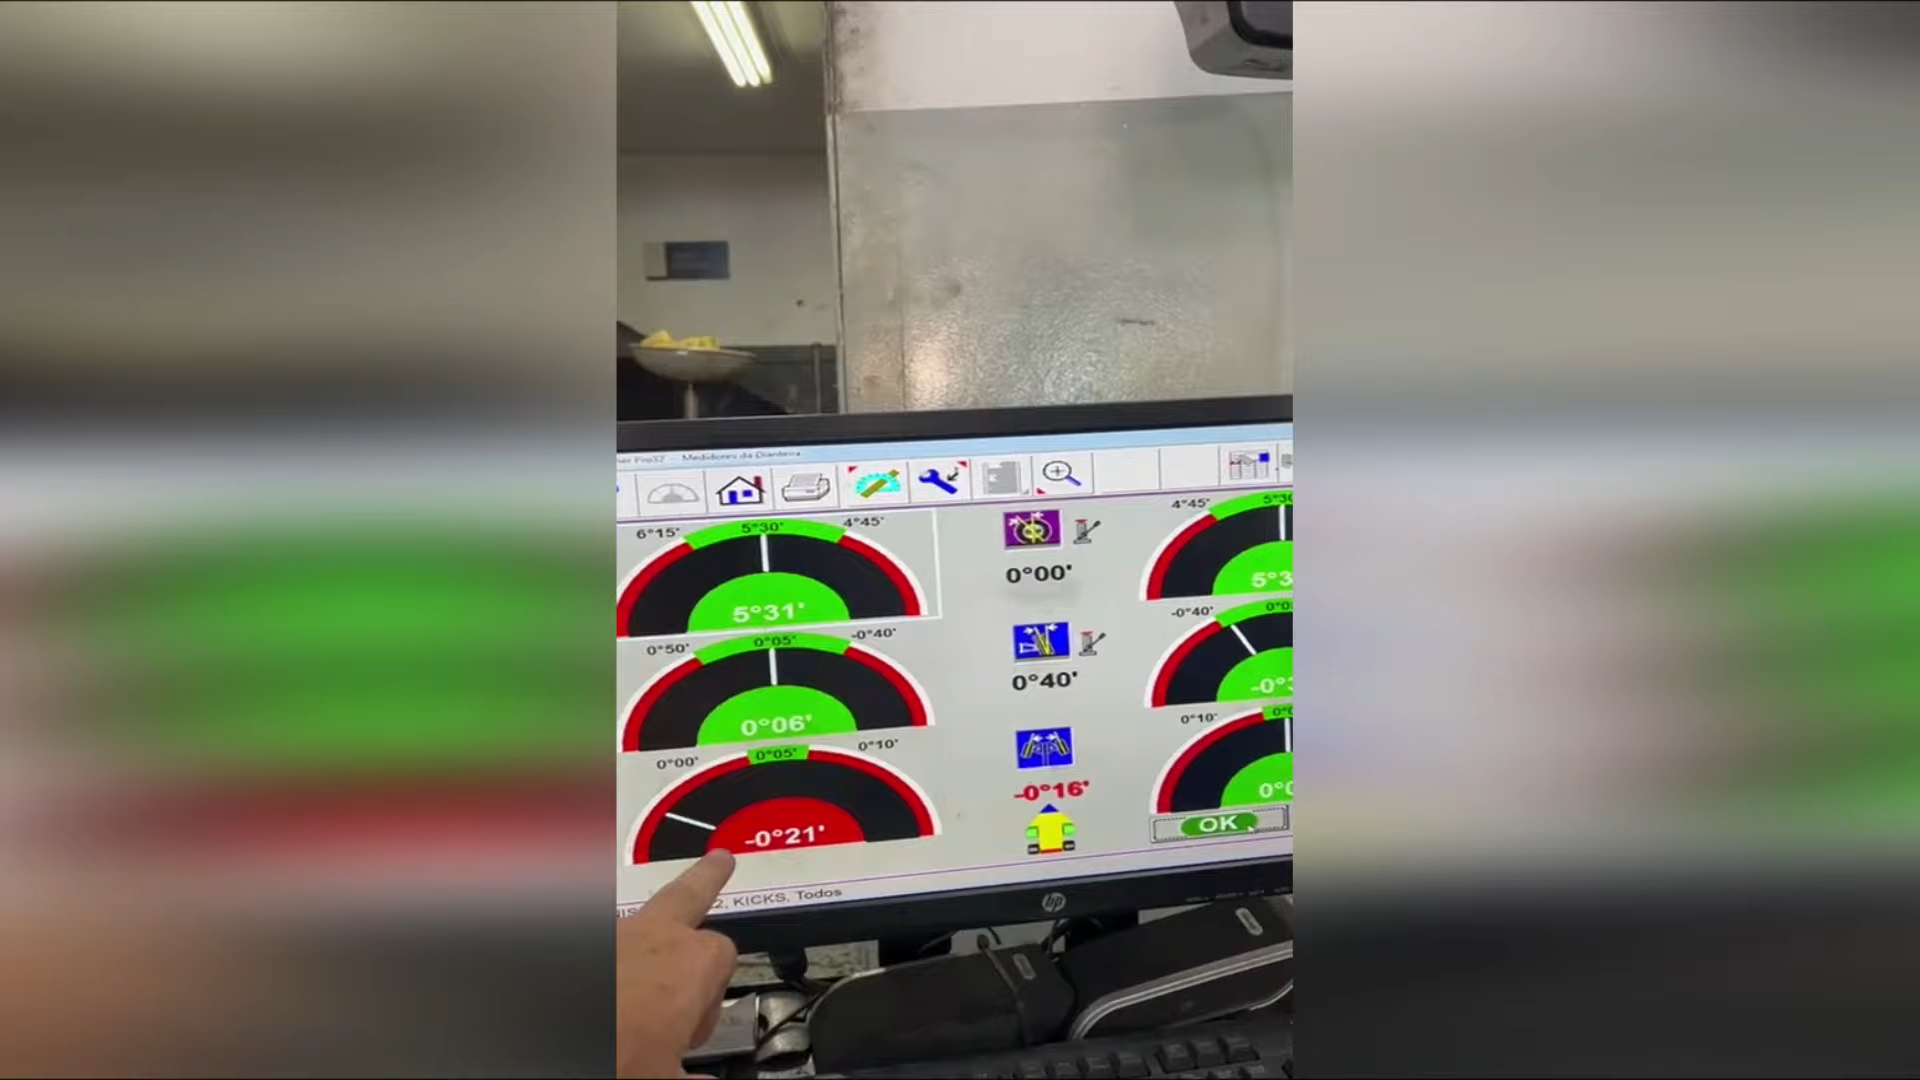 Medidores da Dianteira
6°15' 5°30' 4°45'
5°31'
0°00'
4°45'
0°50' 0°05' -0°40'
0°06'
0°40'
-0°40'
0°00' 0°05' 0°10'
-0°21'
-0°16'
0°10'
OK
KICKS, Todos
hp